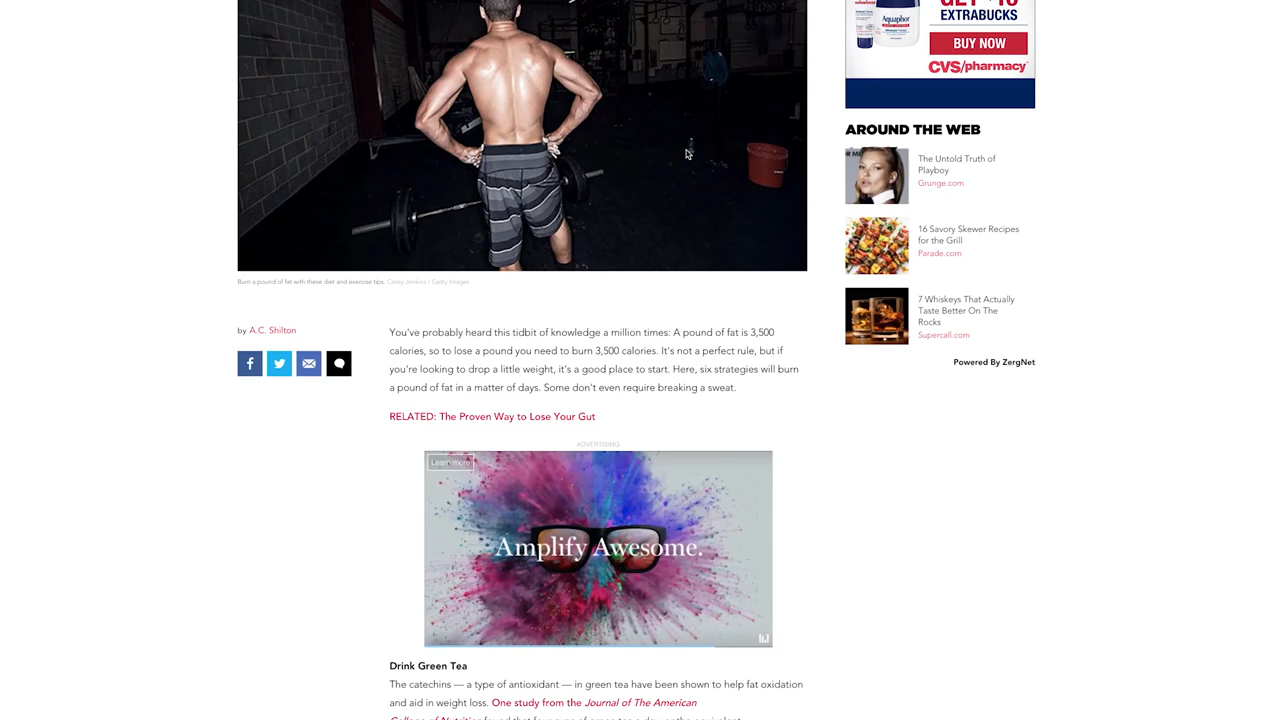 GET $10
EXTRABUCKS
Aquaphor
BUY NOW
CVS/pharmacy
AROUND THE WEB
The Untold Truth of
Playboy
Grunge.com
16 Savory Skewer Recipes
for the Grill
Parade.com
7 Whiskeys That Actually
Taste Better On The
Rocks
Supercall.com
Powered By ZergNet
Burn a pound of fat with these diet and exercise tips. Corey Jenkins / Getty Images
by A.C. Shilton
You've probably heard this tidbit of knowledge a million times: A pound of fat is 3,500
calories, so to lose a pound you need to burn 3,500 calories. It's not a perfect rule, but if
you're looking to drop a little weight, it's a good place to start. Here, six strategies will burn
a pound of fat in a matter of days. Some don't even require breaking a sweat.
RELATED: The Proven Way to Lose Your Gut
ADVERTISING
Learn more
Amplify Awesome.
Drink Green Tea
The catechins — a type of antioxidant — in green tea have been shown to help fat oxidation
and aid in weight loss. One study from the Journal of The American